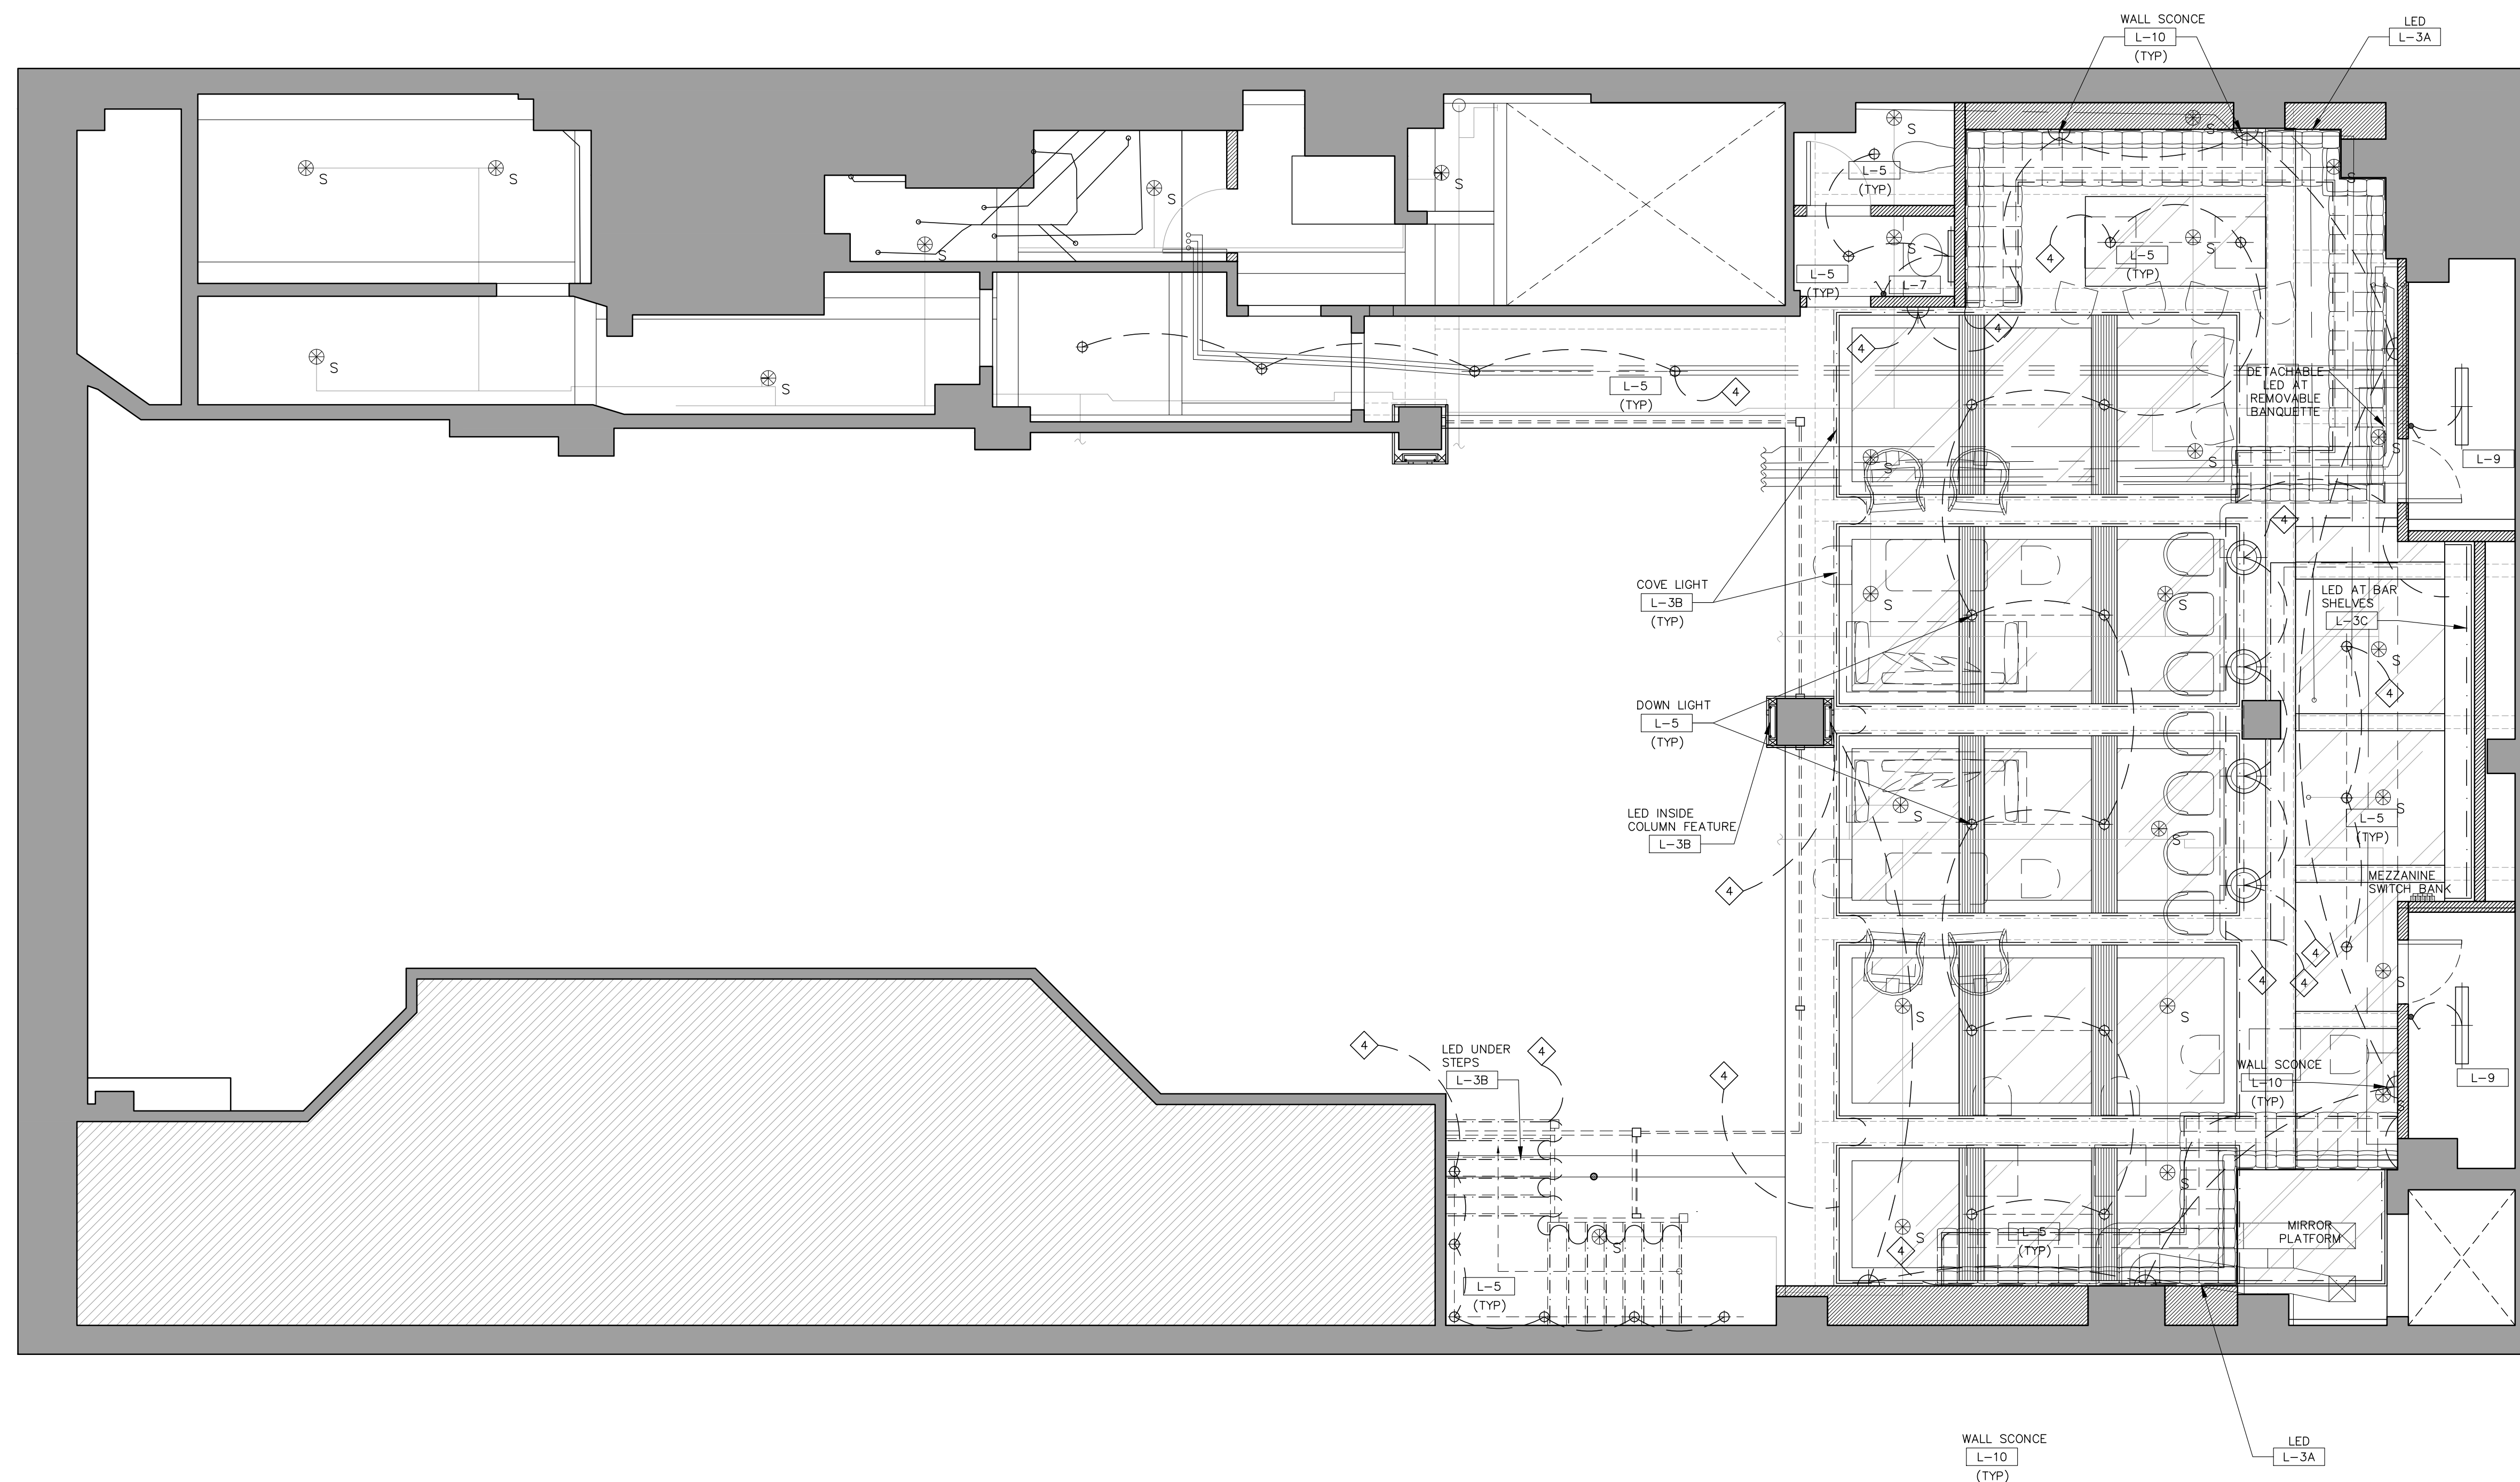 WALL SCONCE
L-10
(TYP)
LED
L-3A
S
S
S
S
S
S
S
S
S
S
S
S
S
L-5
(TYP)
L-5
(TYP)
L-7
4
L-5
(TYP)
4
4
L-5
(TYP)
4
DETACHABLE
LED AT
REMOVABLE
BANQUETTE
S
S
S
L-9
4
COVE LIGHT
L-3B
(TYP)
S
S
LED AT BAR
SHELVES
L-3C
S
4
DOWN LIGHT
L-5
(TYP)
LED INSIDE
COLUMN FEATURE
L-3B
S
S
S
L-5
(TYP)
4
MEZZANINE
SWITCH BANK
4
4
4
S
S
S
4
LED UNDER
STEPS
L-3B
4
4
WALL SCONCE
L-10
(TYP)
S
L-9
S
S
S
4
L-5
(TYP)
MIRROR
PLATFORM
L-5
(TYP)
WALL SCONCE
L-10
(TYP)
LED
L-3A